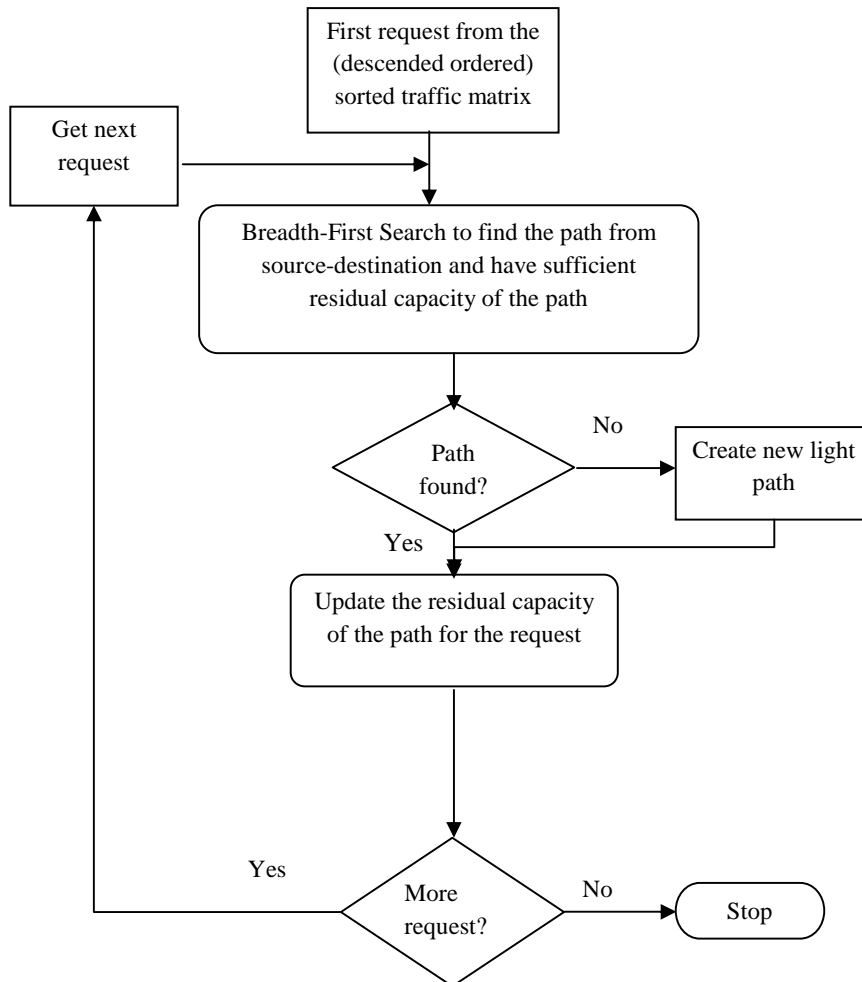 First request from the
(descended ordered)
sorted traffic matrix
Get next
request
Breadth-First Search to find the path from
source-destination and have sufficient
residual capacity of the path
Path
found?
No
Create new light
path
Yes
Update the residual capacity
of the path for the request
More
request?
Yes
No
Stop